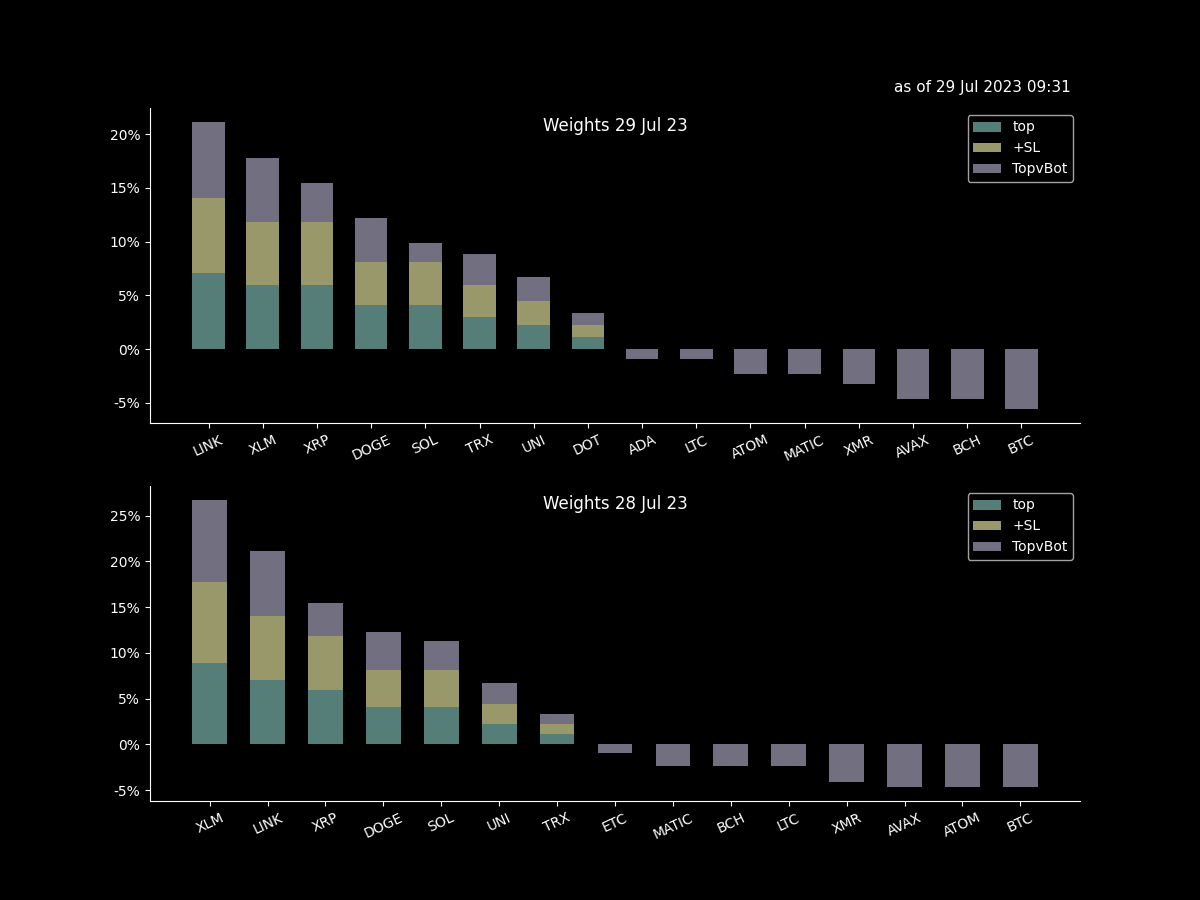 as of 29 Jul 2023 09:31
Weights 29 Jul 23
top
+SL
TopvBot
20%
15%
10%
5%
0%
-5%
LINK XLM XRP DOGE SOL TRX UNI DOT ADA LTC ATOM MATIC XMR AVAX BCH BTC
Weights 28 Jul 23
top
+SL
TopvBot
25%
20%
15%
10%
5%
0%
-5%
XLM LINK XRP DOGE SOL UNI TRX ETC MATIC BCH LTC XMR AVAX ATOM BTC